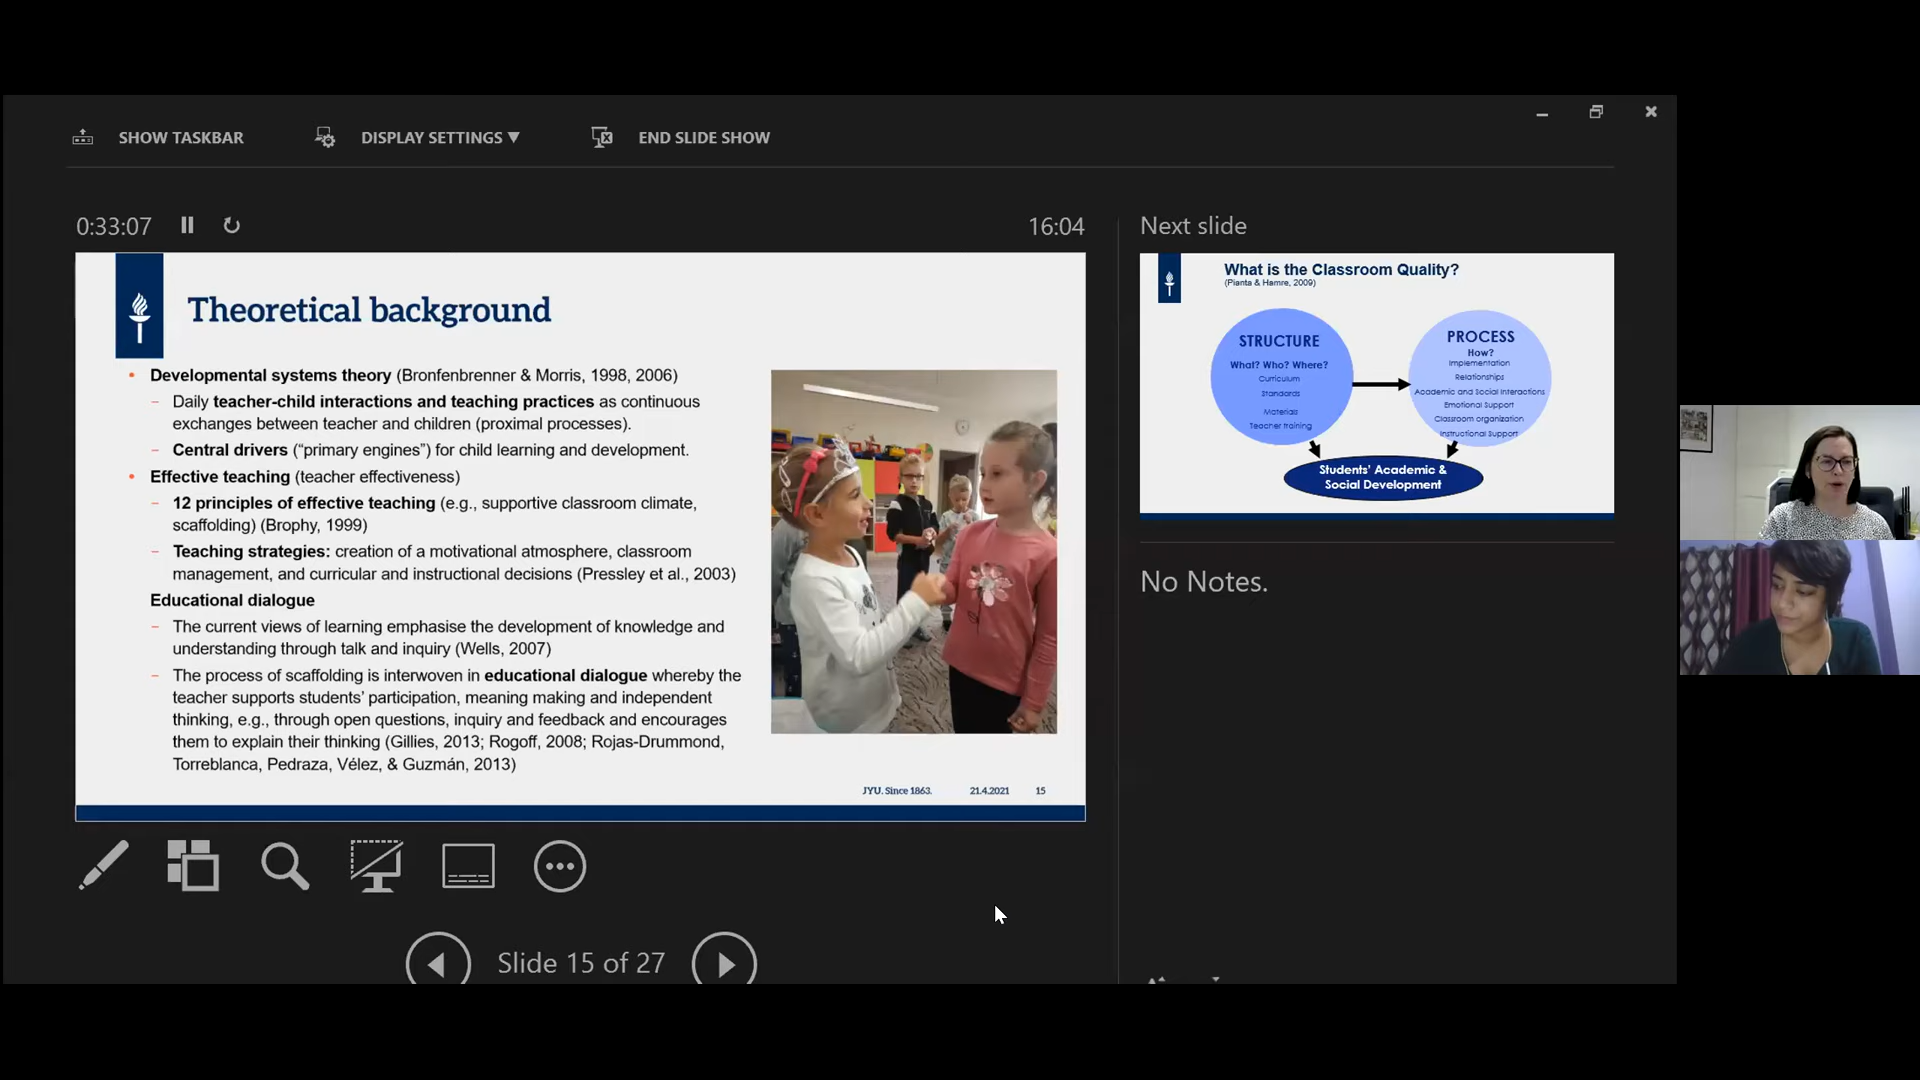 SHOW TASKBAR
DISPLAY SETTINGS ▼
END SLIDE SHOW
0:33:07
16:04
Next slide
Theoretical background
• Developmental systems theory (Bronfenbrenner & Morris, 1998, 2006)
– Daily teacher-child interactions and teaching practices as continuous
exchanges between teacher and children (proximal processes).
– Central drivers (“primary engines”) for child learning and development.
• Effective teaching (teacher effectiveness)
– 12 principles of effective teaching (e.g., supportive classroom climate,
scaffolding) (Brophy, 1999)
– Teaching strategies: creation of a motivational atmosphere, classroom
management, and curricular and instructional decisions (Pressley et al., 2003)
Educational dialogue
– The current views of learning emphasise the development of knowledge and
understanding through talk and inquiry (Wells, 2007)
– The process of scaffolding is interwoven in educational dialogue whereby the
teacher supports students’ participation, meaning making and independent
thinking, e.g., through open questions, inquiry and feedback and encourages
them to explain their thinking (Gillies, 2013; Rogoff, 2008; Rojas-Drummond,
Torreblanca, Pedraza, Vélez, & Guzmán, 2013)
JYU. Since 1863.
21.4.2021
15
What is the Classroom Quality?
(Pianta & Hamre, 2009)
STRUCTURE
What? Who? Where?
Curriculum
Standards
Materials
Teacher training
PROCESS
How?
Implementation
Relationships
Academic and Social Interactions
Emotional Support
Classroom organization
Instructional Support
Students’ Academic &
Social Development
No Notes.
Slide 15 of 27